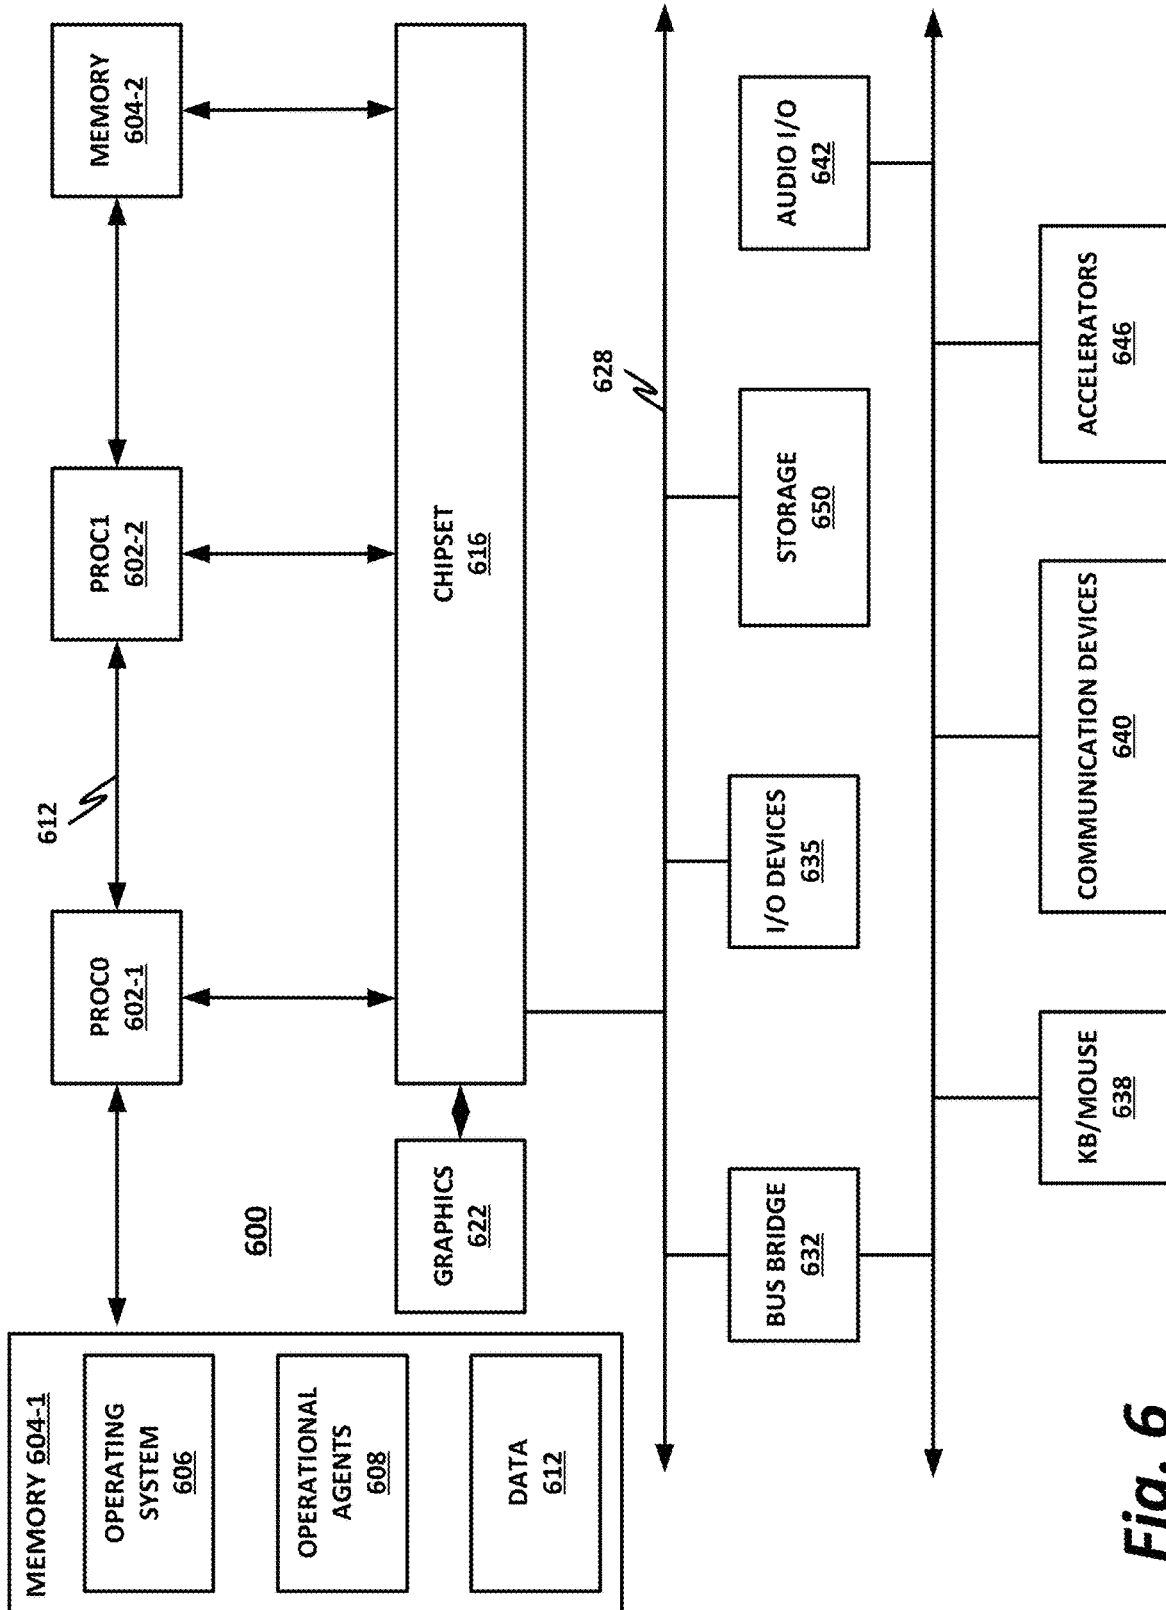 MEMORY 604-1
OPERATING
SYSTEM
606
OPERATIONAL
AGENTS
608
DATA
612
600
PROC0
602-1
612
PROC1
602-2
MEMORY
604-2
GRAPHICS
622
CHIPSET
616
628
BUS BRIDGE
632
I/O DEVICES
635
STORAGE
650
AUDIO I/O
642
KB/MOUSE
638
COMMUNICATION DEVICES
640
ACCELERATORS
646
Fig. 6